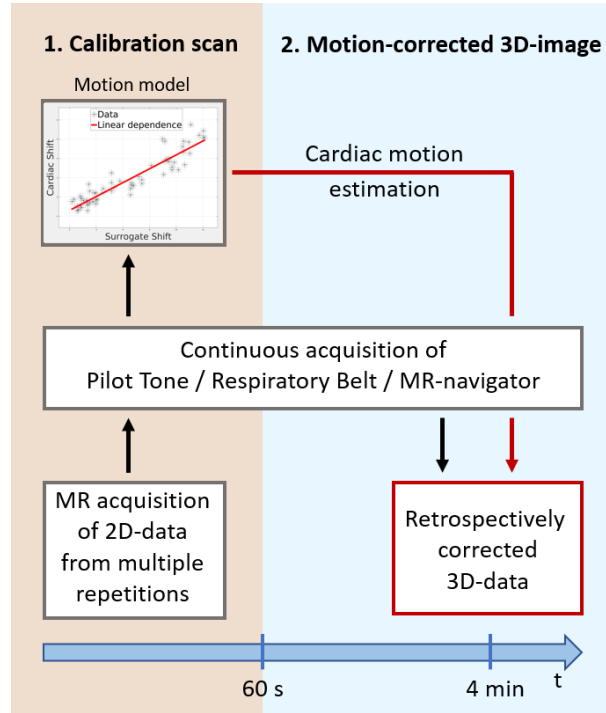 1. Calibration scan
2. Motion-corrected 3D-image
Motion model
Data
Linear dependence
Cardiac Shift
Surrogate Shift
Cardiac motion
estimation
Continuous acquisition of
Pilot Tone / Respiratory Belt / MR-navigator
MR acquisition
of 2D-data
from multiple
repetitions
Retrospectively
corrected
3D-data
60 s
4 min
t